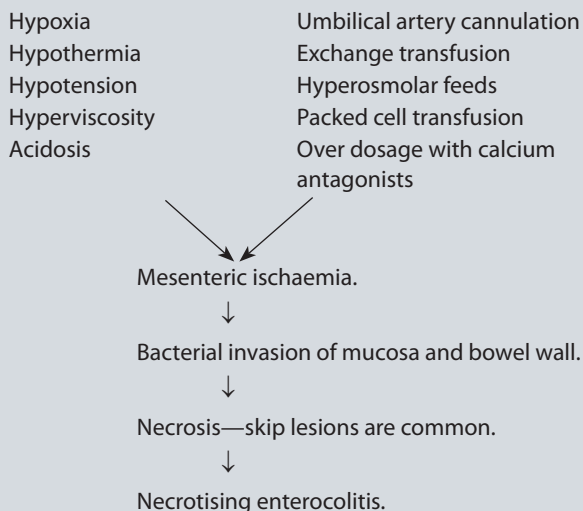 Hypoxia
Hypothermia
Hypotension
Hyperviscosity
Acidosis
Umbilical artery cannulation
Exchange transfusion
Hyperosmolar feeds
Packed cell transfusion
Over dosage with calcium
antagonists
Mesenteric ischaemia.
↓
Bacterial invasion of mucosa and bowel wall.
↓
Necrosis—skip lesions are common.
↓
Necrotising enterocolitis.